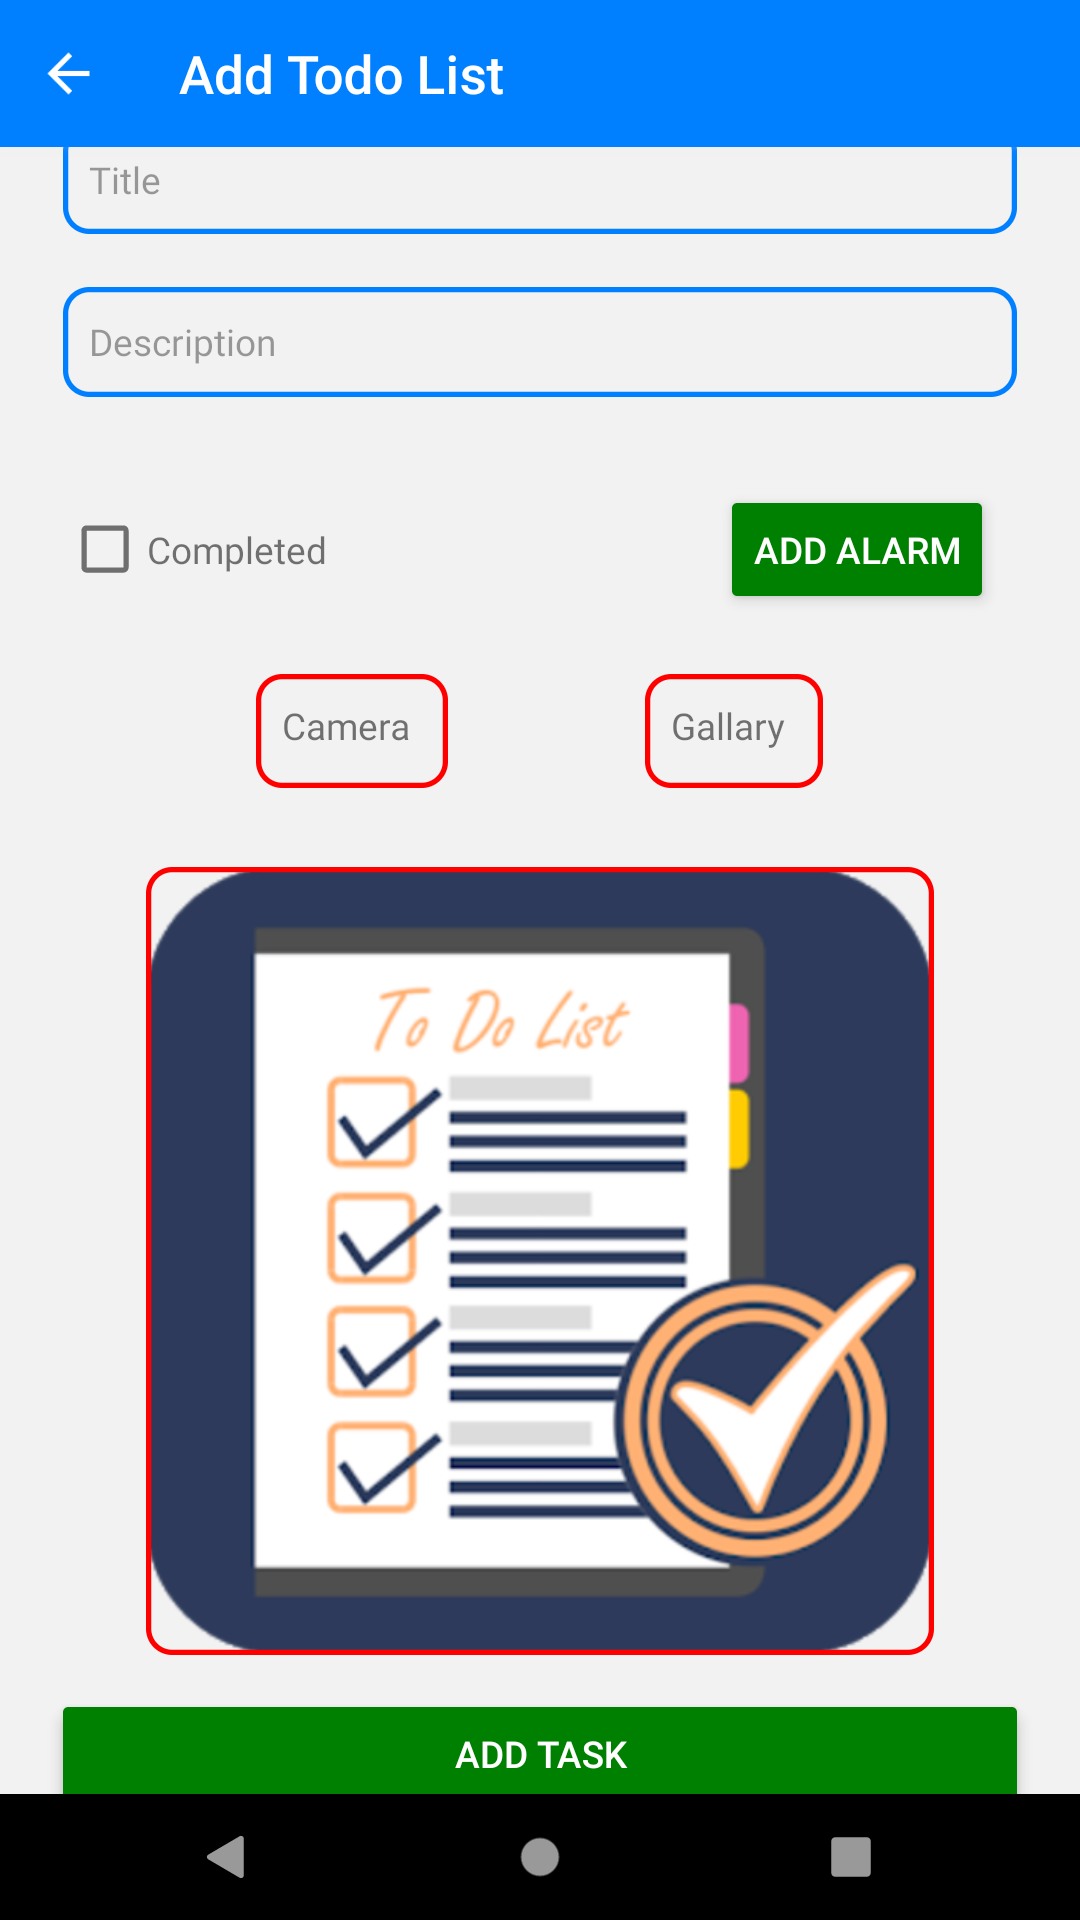 Add Todo List
Title
Description
Completed
ADD ALARM
Camera
Gallary
To Do List
ADD TASK